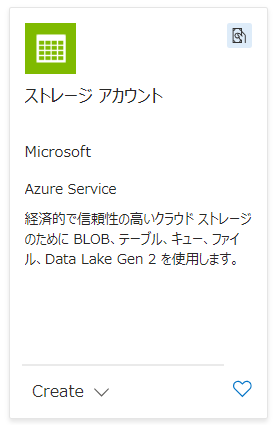 ストレージ アカウント
Microsoft
Azure Service
経済的で信頼性の高いクラウド ストレージ
のために BLOB、テーブル、キュー、ファイ
ル、Data Lake Gen 2 を使用します。
Create